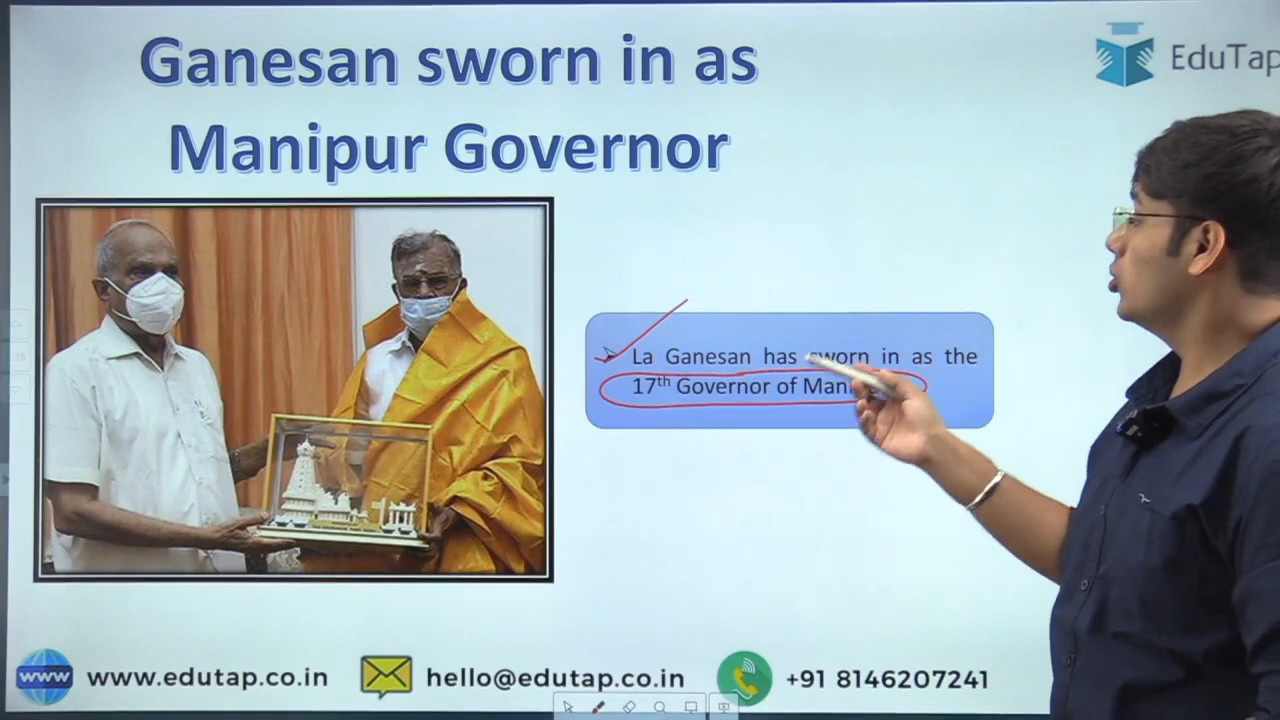 Ganesan sworn in as
Manipur Governor
EduTap
La Ganesan has sworn in as the
17th Governor of
www
www.edutap.co.in
hello@edutap.co.in
+91 8146207241